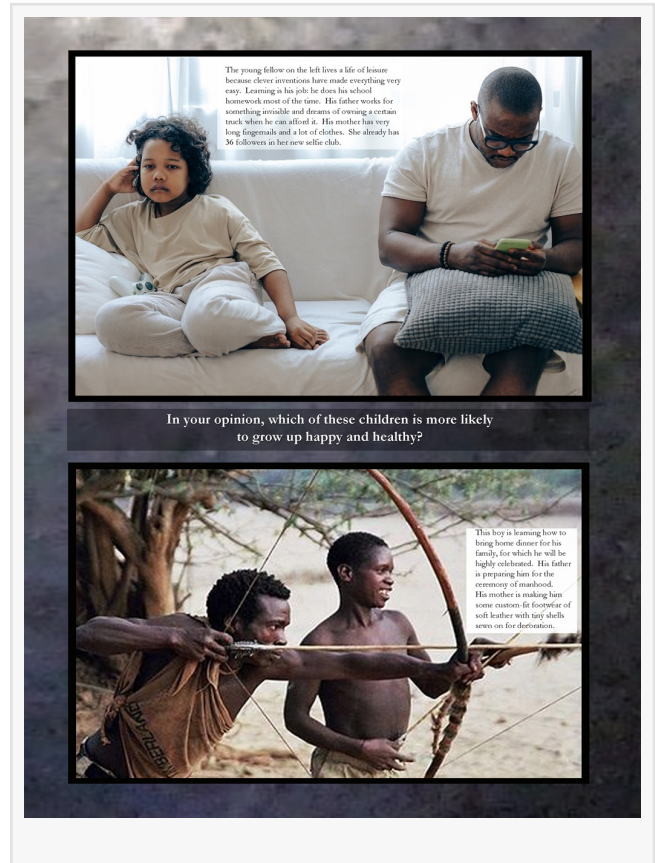 The young fellow on the left lives a life of leisure
because clever inventions have made everything very
easy. Learning is his job: he does his school
homework most of the time. His father works for
something invisible and dreams of owning a certain
truck when he can afford it. His mother has very
long fingernails and a lot of clothes. She already has
36 followers in her new selfie club.
In your opinion, which of these children is more likely
to grow up happy and healthy?
This boy is learning how to
bring home dinner for his
family, for which he will be
highly celebrated. His father
is preparing him for the
ceremony of manhood.
His mother is making him
some custom-fit footwear of
soft leather with tiny shells
sewn on for decoration.